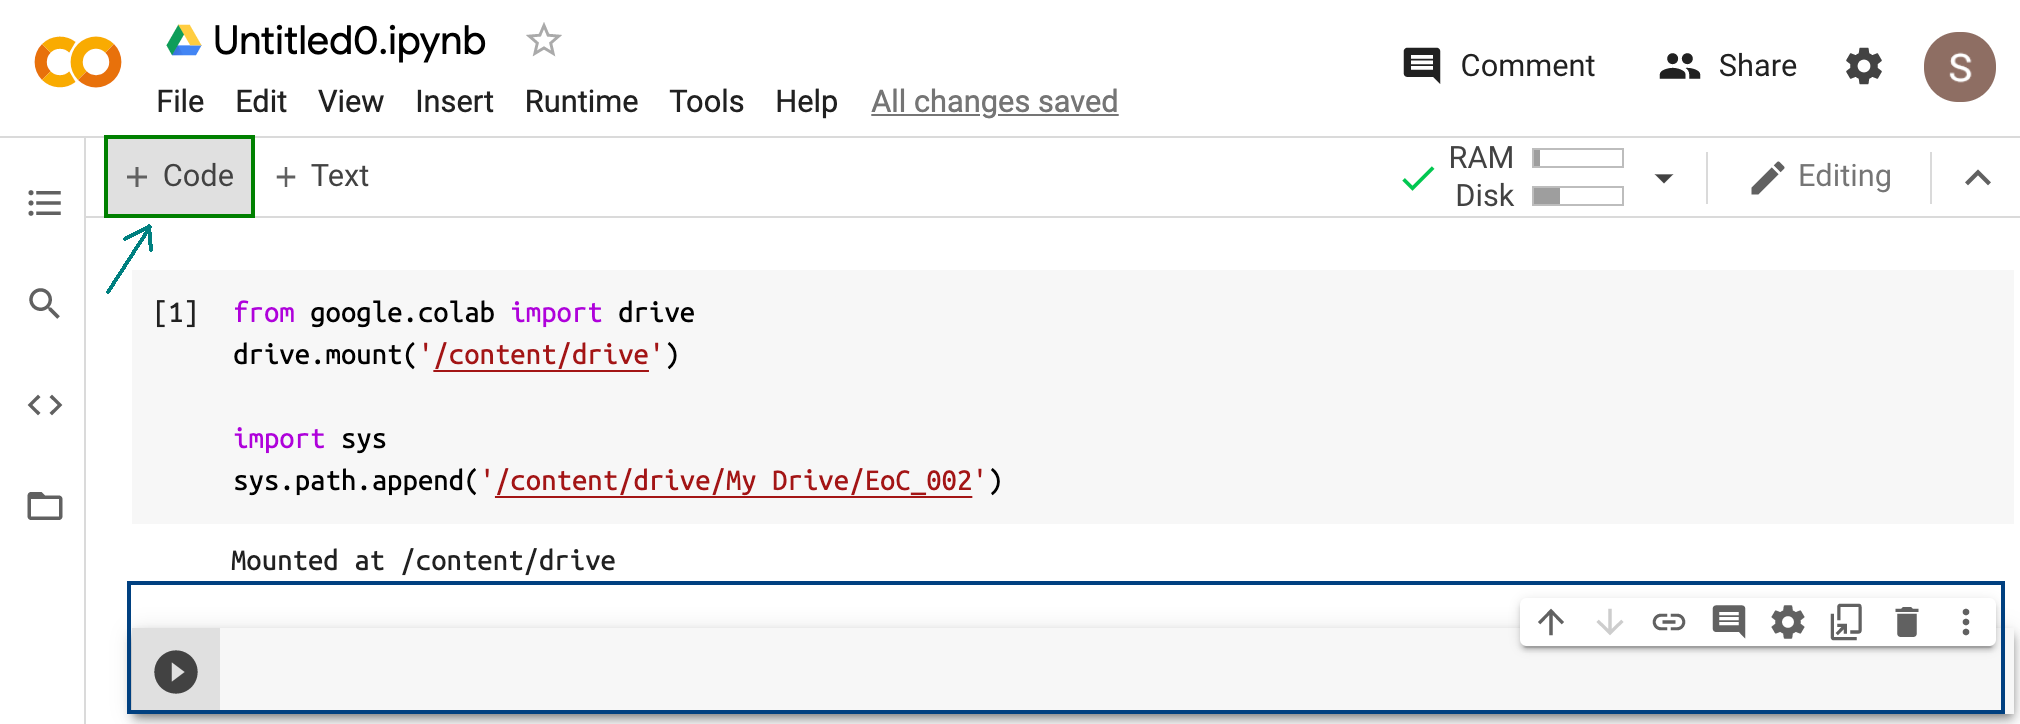 Untitled0.ipynb
File Edit View Insert Runtime Tools Help All changes saved
Comment Share S
+ Code + Text
RAM
Disk
Editing
[1] from google.colab import drive
drive.mount('/content/drive')
import sys
sys.path.append('/content/drive/My Drive/EoC_002')
Mounted at /content/drive